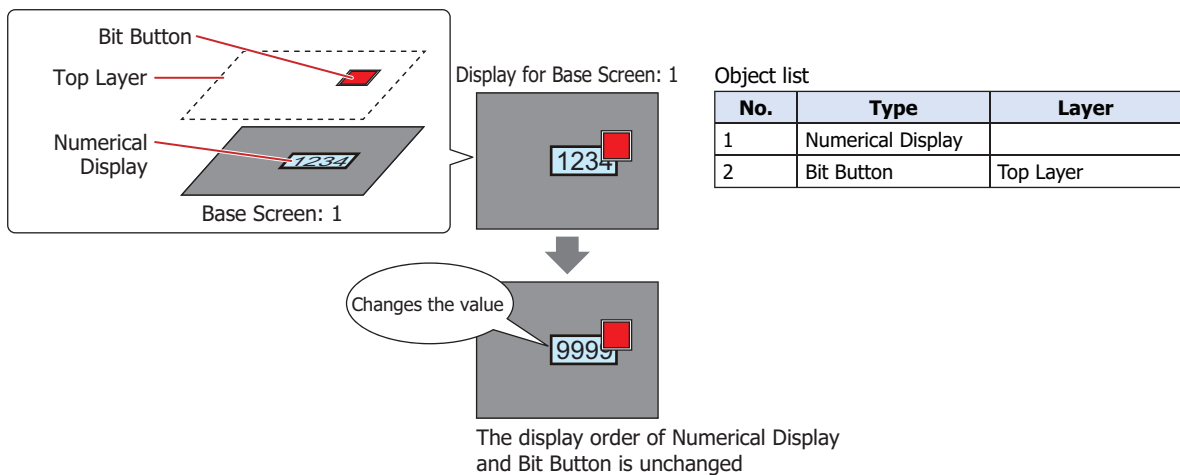 Bit Button
Top Layer
Numerical
Display
1234
Base Screen: 1
Display for Base Screen: 1
1234
Changes the value
9999
The display order of Numerical Display
and Bit Button is unchanged
Object list
No. Type Layer
1 Numerical Display
2 Bit Button Top Layer